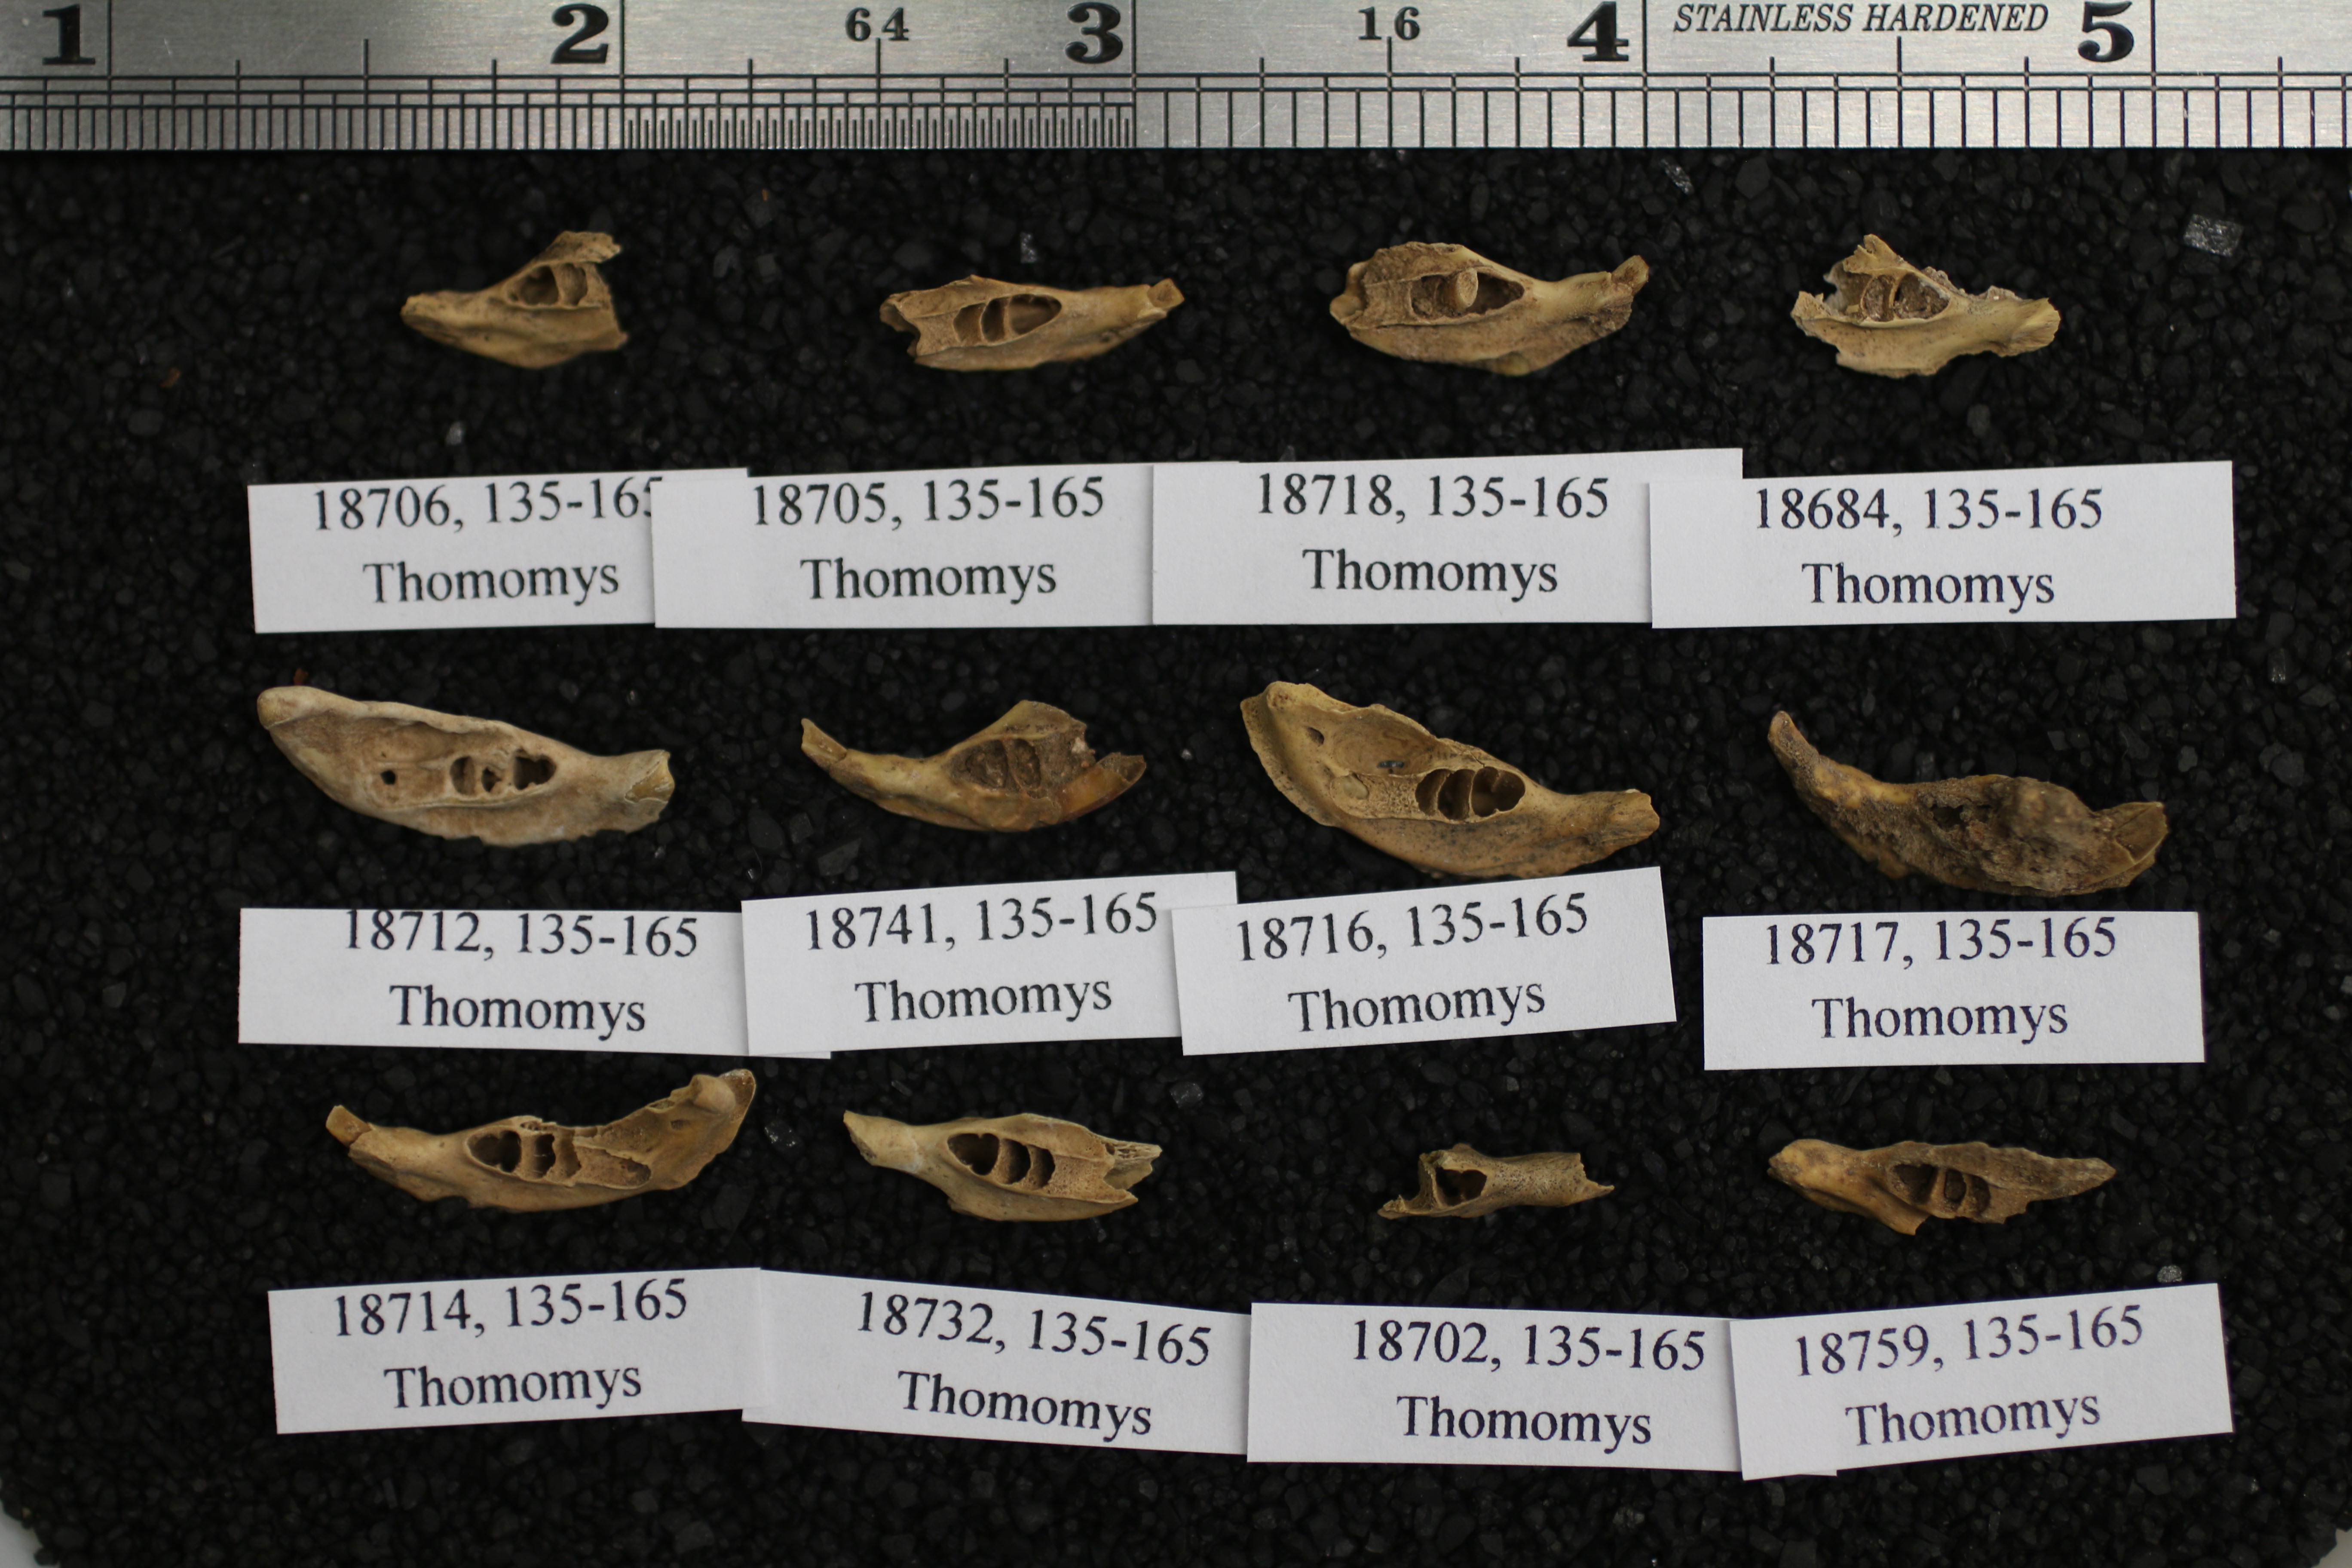 1 2 64 3 16 4 STAINLESS HARDENED 5
18706, 135-165
Thomomys
18705, 135-165
Thomomys
18718, 135-165
Thomomys
18684, 135-165
Thomomys
18712, 135-165
Thomomys
18741, 135-165
Thomomys
18716, 135-165
Thomomys
18717, 135-165
Thomomys
18714, 135-165
Thomomys
18732, 135-165
Thomomys
18702, 135-165
Thomomys
18759, 135-165
Thomomys